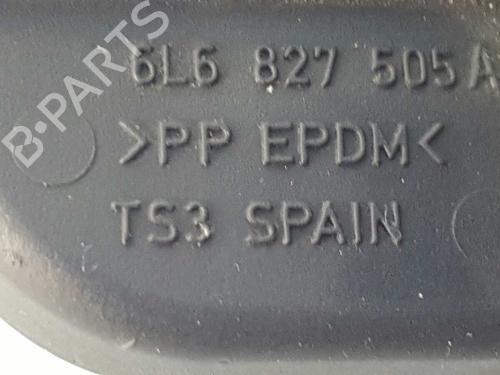 B-PARTS
6L6 827 505 A
>PP EPDM<
TS3 SPAIN